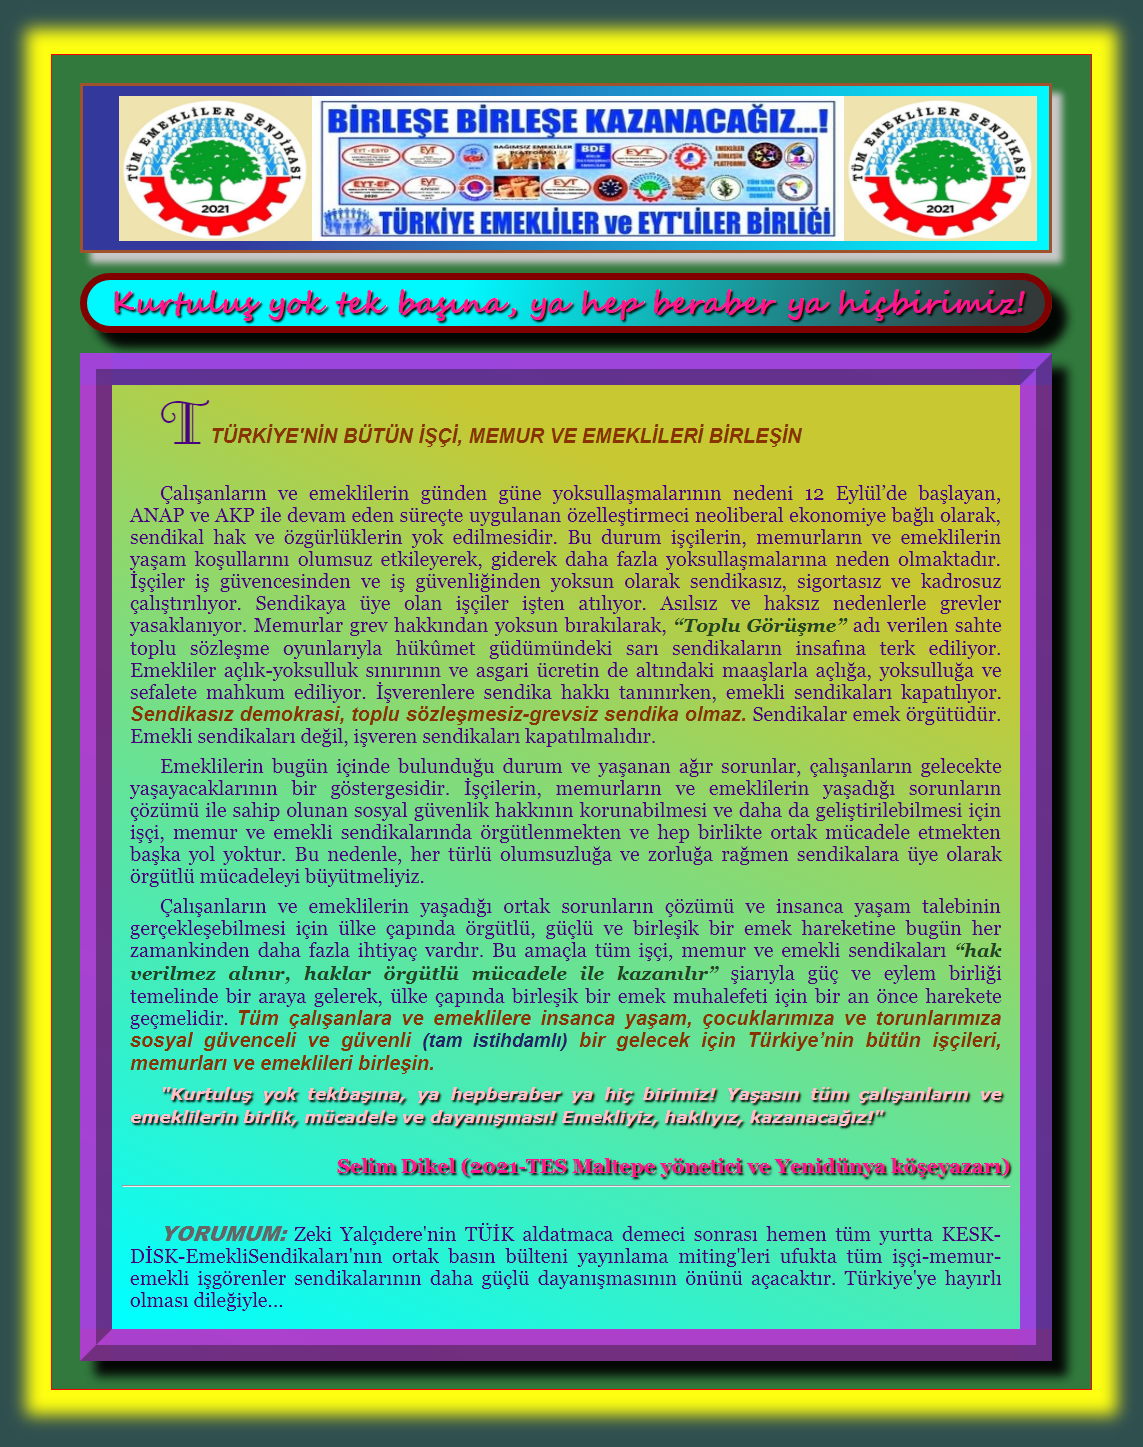 TÜM EMEKLİLER SENDİKASI
2021
BİRLEŞE BİRLEŞE KAZANACAĞIZ...!
EYT - ESYD
EYT
BAĞIMSIZ EMEKLİLER
BDE
EYT
EMEKLİLER
BİRLEŞİK
PLATFORMU
EYT-EF
EYT
EYT
TÜRKİYE EMEKLİLER ve EYT'LİLER BİRLİĞİ
TÜM EMEKLİLER SENDİKASI
2021
Kurtuluş yok tek başına, ya hep beraber ya hiçbirimiz!
T TÜRKİYE'NİN BÜTÜN İŞÇİ, MEMUR VE EMEKLİLERİ BİRLEŞİN
Çalışanların ve emeklilerin günden güne yoksullaşmalarının nedeni 12 Eylül’de başlayan,
ANAP ve AKP ile devam eden süreçte uygulanan özelleştirmeci neoliberal ekonomiye bağlı olarak,
sendikal hak ve özgürlüklerin yok edilmesidir. Bu durum işçilerin, memurların ve emeklilerin
yaşam koşullarını olumsuz etkileyerek, giderek daha fazla yoksullaşmalarına neden olmaktadır.
İşçiler iş güvencesinden ve iş güvenliğinden yoksun olarak sendikasız, sigortasız ve kadrosuz
çalıştırılıyor. Sendikaya üye olan işçiler işten atılıyor. Asılsız ve haksız nedenlerle grevler
yasaklanıyor. Memurlar grev hakkından yoksun bırakılarak, “Toplu Görüşme” adı verilen sahte
toplu sözleşme oyunlarıyla hükûmet güdümündeki sarı sendikaların insafına terk ediliyor.
Emekliler açlık-yoksulluk sınırının ve asgari ücretin de altındaki maaşlarla açlığa, yoksulluğa ve
sefalete mahkum ediliyor. İşverenlere sendika hakkı tanınırken, emekli sendikaları kapatılıyor.
Sendikasız demokrasi, toplu sözleşmesiz-grevsiz sendika olmaz. Sendikalar emek örgütüdür.
Emekli sendikaları değil, işveren sendikaları kapatılmalıdır.
Emeklilerin bugün içinde bulunduğu durum ve yaşanan ağır sorunlar, çalışanların gelecekte
yaşayacaklarının bir göstergesidir. İşçilerin, memurların ve emeklilerin yaşadığı sorunların
çözümü ile sahip olunan sosyal güvenlik hakkının korunabilmesi ve daha da geliştirilebilmesi için
işçi, memur ve emekli sendikalarında örgütlenmekten ve hep birlikte ortak mücadele etmekten
başka yol yoktur. Bu nedenle, her türlü olumsuzluğa ve zorluğa rağmen sendikalara üye olarak
örgütlü mücadeleyi büyütmeliyiz.
Çalışanların ve emeklilerin yaşadığı ortak sorunların çözümü ve insanca yaşam talebinin
gerçekleşebilmesi için ülke çapında örgütlü, güçlü ve birleşik bir emek hareketine bugün her
zamankinden daha fazla ihtiyaç vardır. Bu amaçla tüm işçi, memur ve emekli sendikaları “hak
verilmez alınır, haklar örgütlü mücadele ile kazanılır” şiarıyla güç ve eylem birliği
temelinde bir araya gelerek, ülke çapında birleşik bir emek muhalefeti için bir an önce harekete
geçmelidir. Tüm çalışanlara ve emeklilere insanca yaşam, çocuklarımıza ve torunlarımıza
sosyal güvenceli ve güvenli (tam istihdamlı) bir gelecek için Türkiye’nin bütün işçileri,
memurları ve emeklileri birleşin.
"Kurtuluş yok tekbaşına, ya hepberaber ya hiç birimiz! Yaşasın tüm çalışanların ve
emeklilerin birlik, mücadele ve dayanışması! Emekliyiz, haklıyız, kazanacağız!"
Selim Dikel (2021-TES Maltepe yönetici ve Yenidünya köşeyazarı)
YORUMUM: Zeki Yalçıdere'nin TÜİK aldatmaca demeci sonrası hemen tüm yurtta KESK-
DİSK-EmekliSendikaları'nın ortak basın bülteni yayınlama miting'leri ufukta tüm işçi-memur-
emekli işgörenler sendikalarının daha güçlü dayanışmasının önünü açacaktır. Türkiye'ye hayırlı
olması dileğiyle...